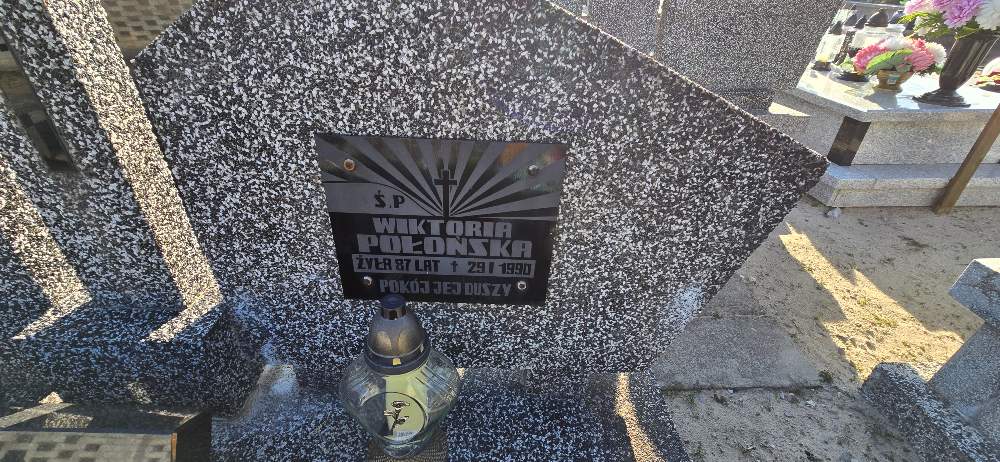 Ś.P
WIKTORIA
POŁOŃSKA
ŻYŁA 87 LAT ✝ 29 I 1990
POKÓJ JEJ DUSZY